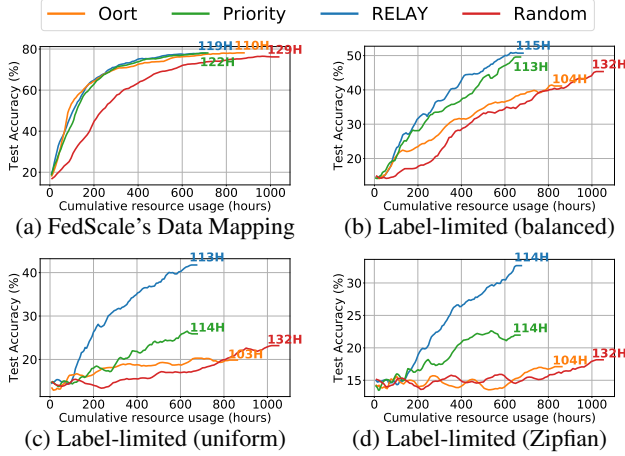 Oort Priority RELAY Random
119H 110H 129H
122H
80
60
40
20
Test Accuracy (%)
0 200 400 600 800 1000
Cumulative resource usage (hours)
(a) FedScale's Data Mapping
115H
113H
104H
132H
50
40
30
20
Test Accuracy (%)
0 200 400 600 800 1000
Cumulative resource usage (hours)
(b) Label-limited (balanced)
113H
114H
103H
132H
40
30
20
Test Accuracy (%)
0 200 400 600 800 1000
Cumulative resource usage (hours)
(c) Label-limited (uniform)
114H
114H
104H
132H
30
25
20
15
Test Accuracy (%)
0 200 400 600 800 1000
Cumulative resource usage (hours)
(d) Label-limited (Zipfian)